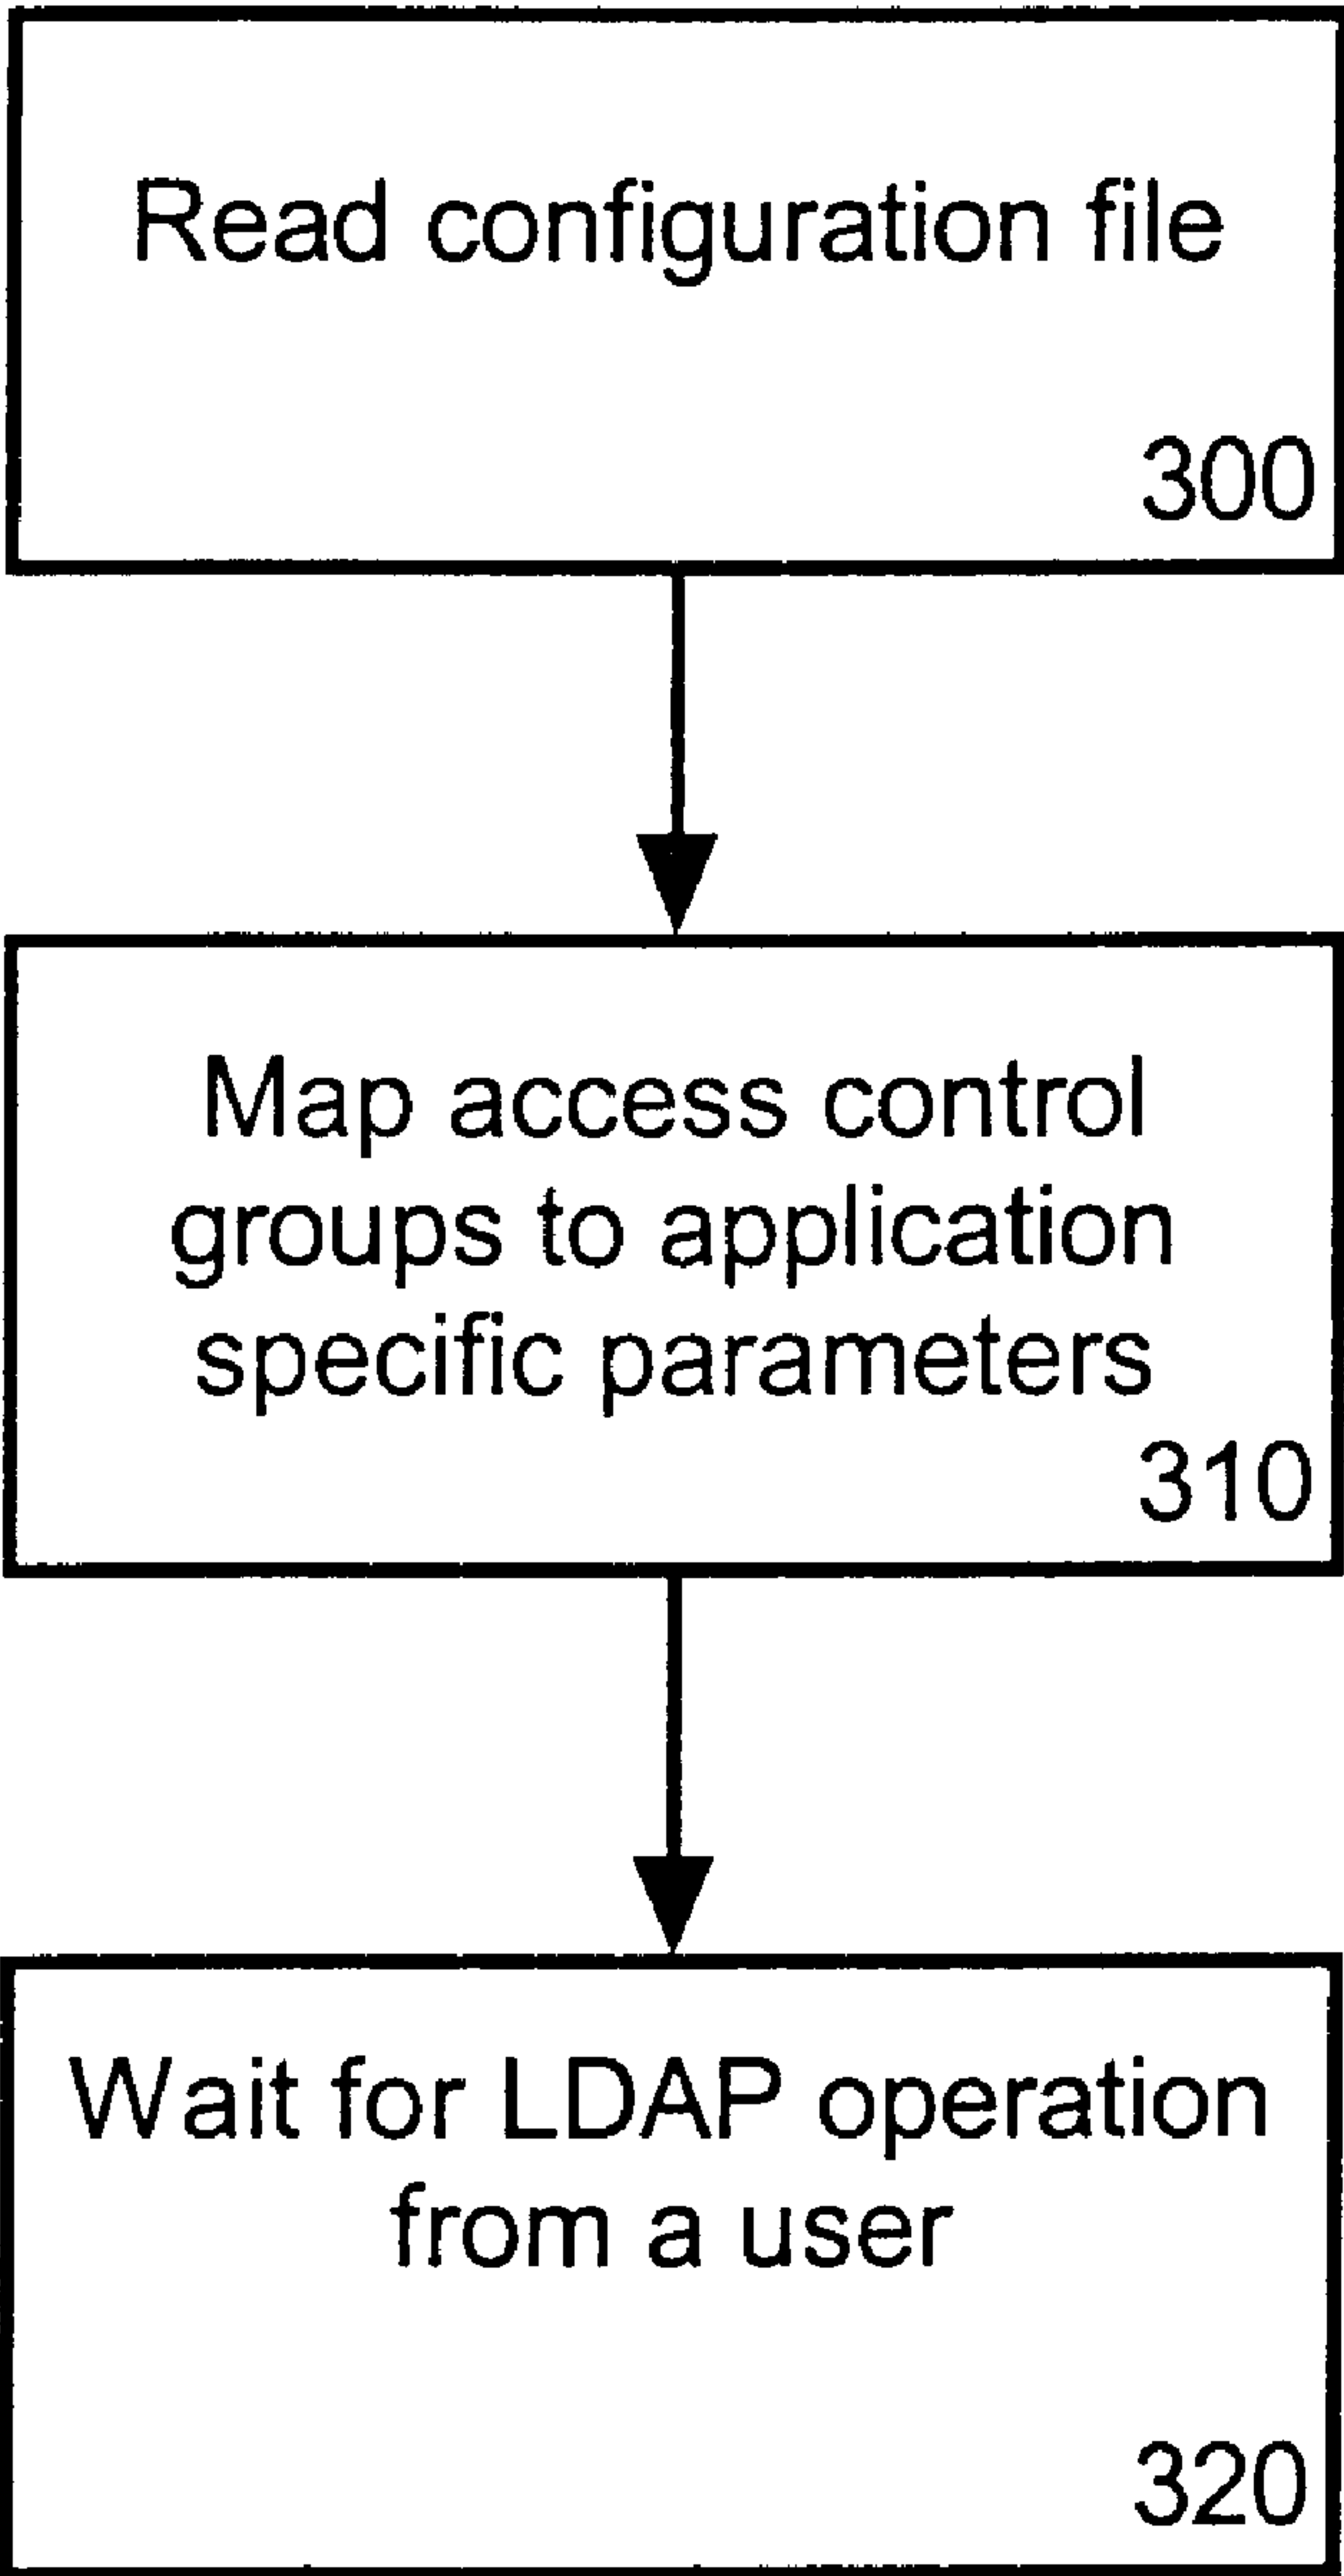 Read configuration file
300
Map access control
groups to application
specific parameters
310
Wait for LDAP operation
from a user
320